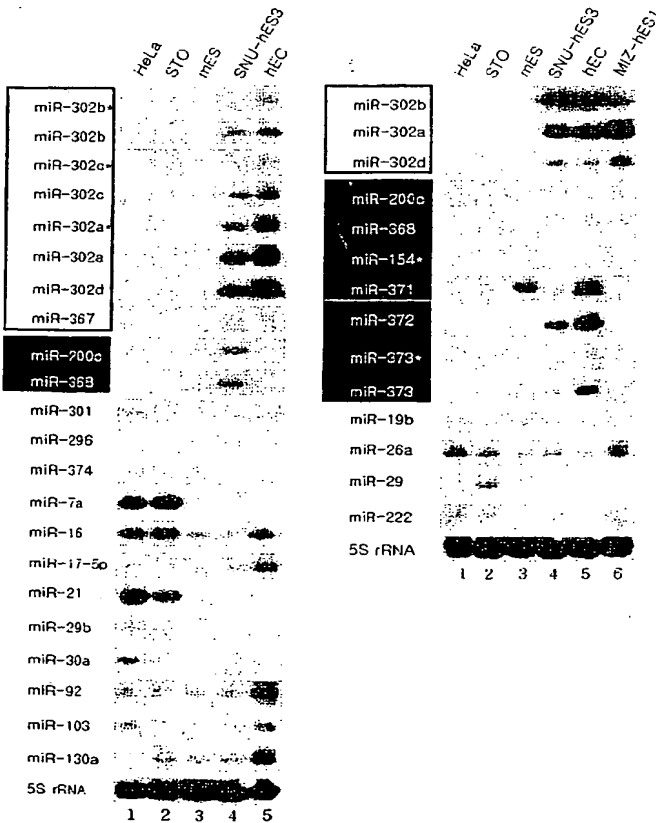 HeLa STO mES SNU-hES3 hEC
miR-302b*
miR-302b
miR-302c*
miR-302c
miR-302a*
miR-302a
miR-302d
miR-367
miR-200c
miR-368
miR-301
miR-296
miR-374
miR-7a
miR-16
miR-17-5p
miR-21
miR-29b
miR-30a
miR-92
miR-103
miR-130a
5S rRNA
1 2 3 4 5
HeLa STO mES SNU-hES3 hEC MIZ-hES1
miR-302b
miR-302a
miR-302d
miR-200c
miR-368
miR-154*
miR-371
miR-372
miR-373*
miR-373
miR-19b
miR-26a
miR-29
miR-222
5S rRNA
1 2 3 4 5 6